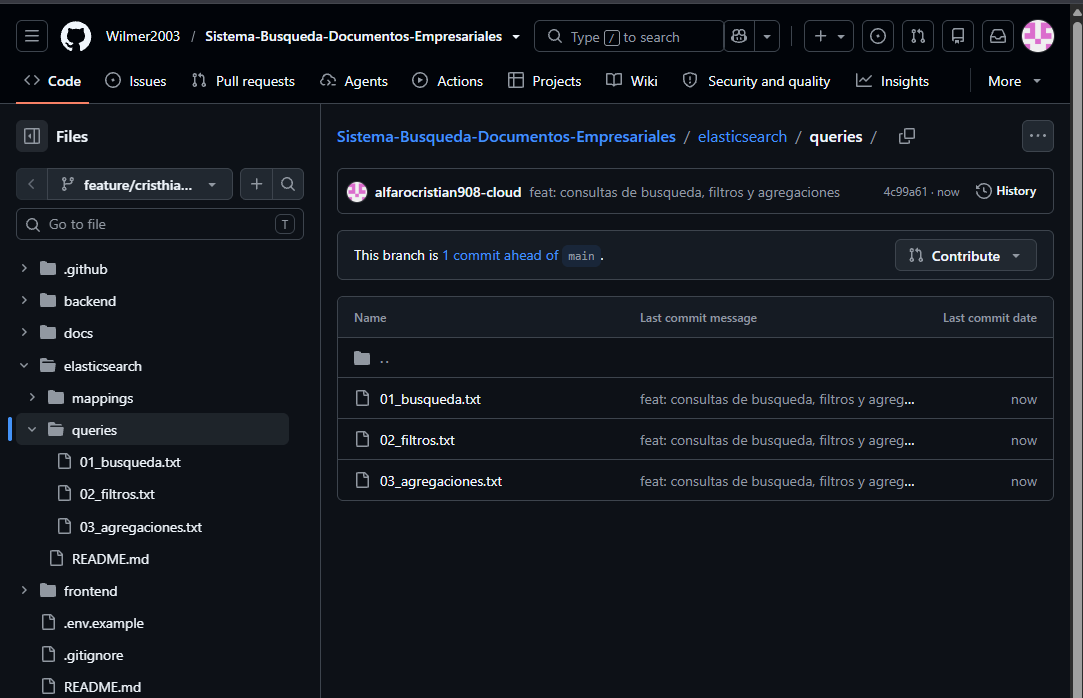 Wilmer2003 / Sistema-Busqueda-Documentos-Empresariales
Type / to search
Code
Issues
Pull requests
Agents
Actions
Projects
Wiki
Security and quality
Insights
More
Files
feature/cristhia...
Go to file
T
.github
backend
docs
elasticsearch
mappings
queries
01_busqueda.txt
02_filtros.txt
03_agregaciones.txt
README.md
frontend
.env.example
.gitignore
README.md
Sistema-Busqueda-Documentos-Empresariales / elasticsearch / queries /
alfarocristian908-cloud feat: consultas de busqueda, filtros y agregaciones 4c99a61 · now History
This branch is 1 commit ahead of main .
Contribute
Name Last commit message Last commit date
..
01_busqueda.txt feat: consultas de busqueda, filtros y agreg... now
02_filtros.txt feat: consultas de busqueda, filtros y agreg... now
03_agregaciones.txt feat: consultas de busqueda, filtros y agreg... now